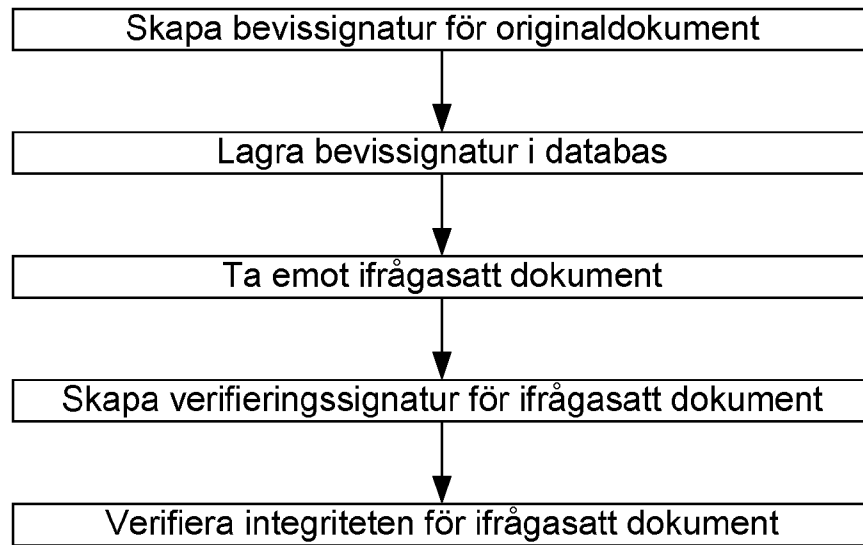 Skapa bevissignatur för originaldokument
Lagra bevissignatur i databas
Ta emot ifrågasatt dokument
Skapa verifieringssignatur för ifrågasatt dokument
Verifiera integriteten för ifrågasatt dokument